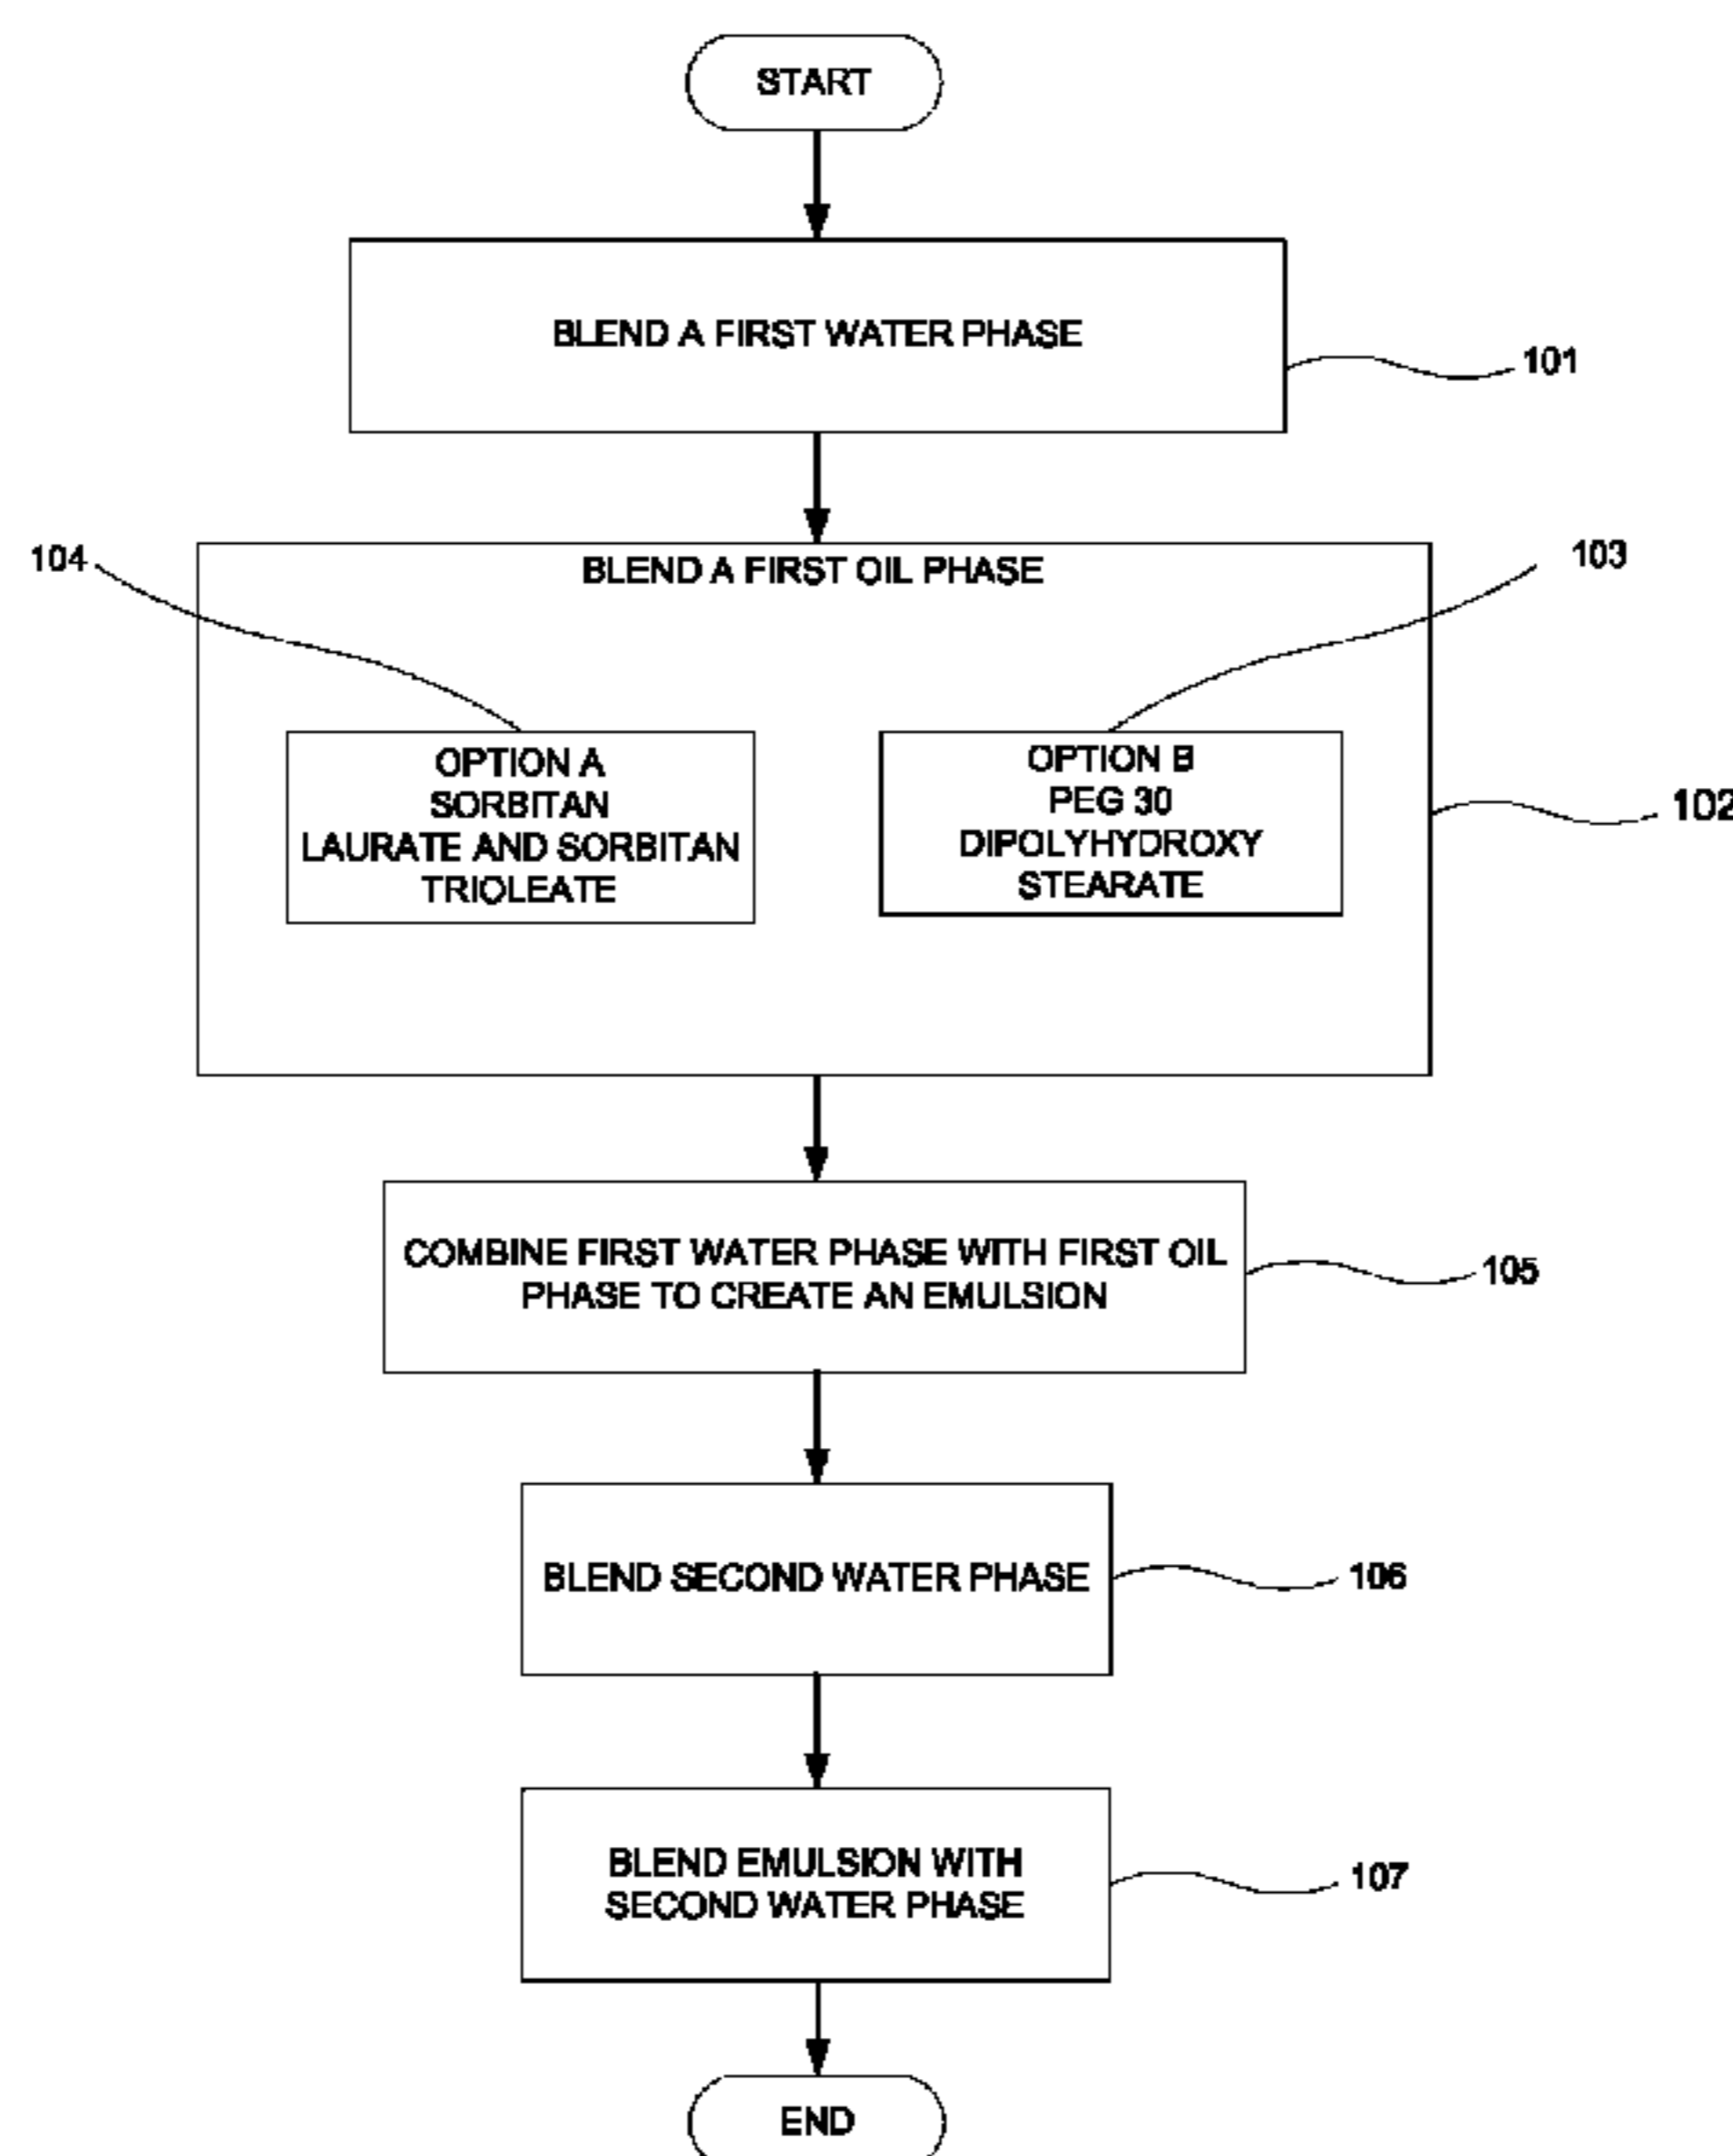 START
BLEND A FIRST WATER PHASE
101
104
BLEND A FIRST OIL PHASE
103
OPTION A
SORBITAN
LAURATE AND SORBITAN
TRIOLEATE
OPTION B
PEG 30
DIPOLYHYDROXY
STEARATE
102
COMBINE FIRST WATER PHASE WITH FIRST OIL
PHASE TO CREATE AN EMULSION
105
BLEND SECOND WATER PHASE
106
BLEND EMULSION WITH
SECOND WATER PHASE
107
END